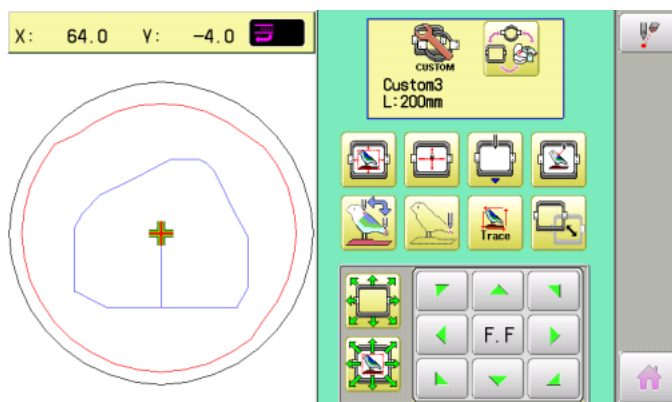 X: 64.0 Y: -4.0
CUSTOM
Custom3
L:200mm
Trace
F.F